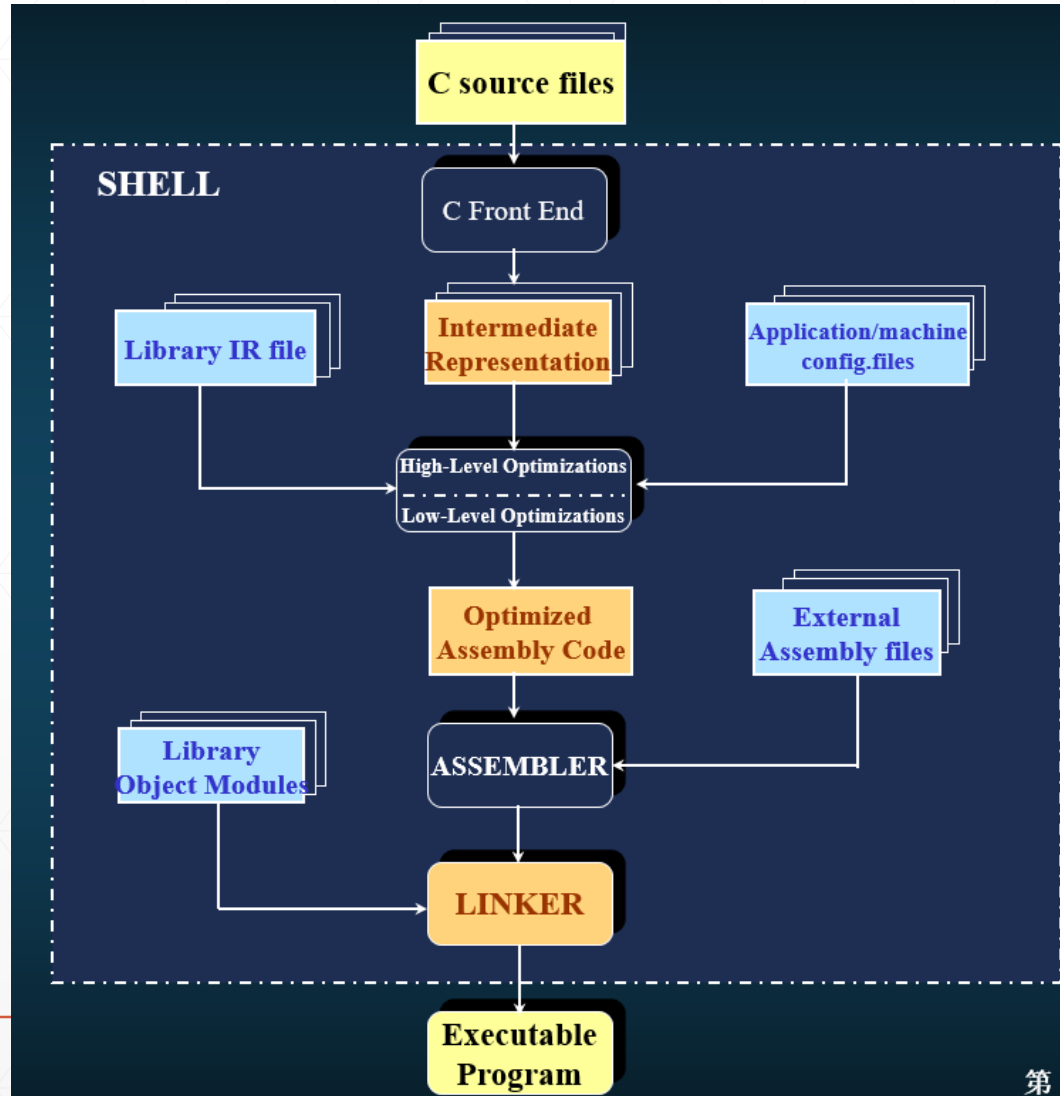 C source files
SHELL
C Front End
Library IR file
Intermediate
Representation
Application/machine
config.files
High-Level Optimizations
Low-Level Optimizations
Optimized
Assembly Code
External
Assembly files
Library
Object Modules
ASSEMBLER
LINKER
Executable
Program
第